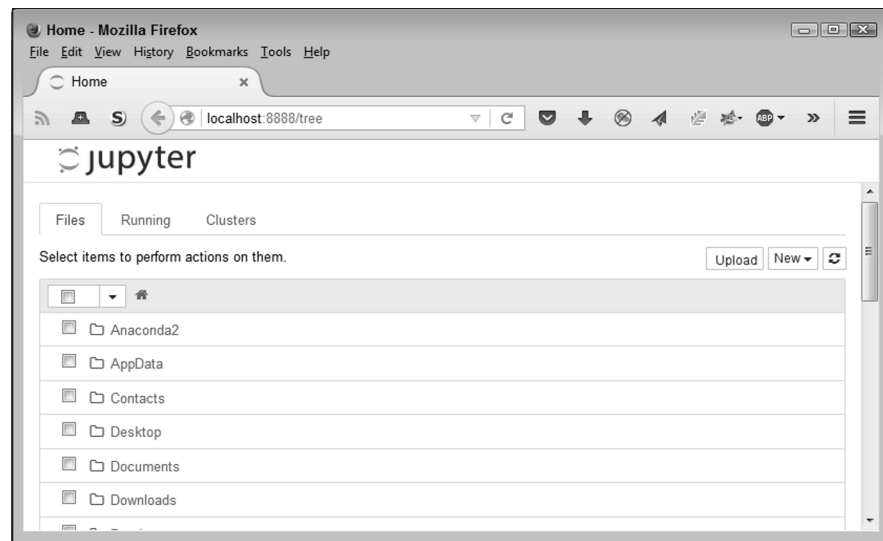 Home - Mozilla Firefox
File Edit View History Bookmarks Tools Help
Home
S localhost:8888/tree ABP
jupyter
Files Running Clusters
Select items to perform actions on them.
Upload New
Anaconda2
AppData
Contacts
Desktop
Documents
Downloads